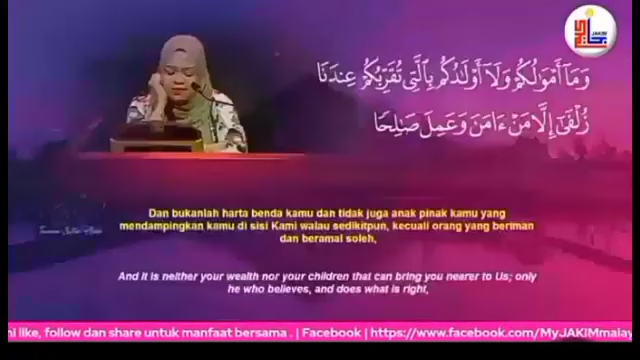 JAKIM
وَمَآ أَمْوَٰلُكُمْ وَلَآ أَوْلَٰدُكُم بِٱلَّتِى تُقَرِّبُكُمْ عِندَنَا
زُلْفَىٰٓ إِلَّا مَنْ ءَامَنَ وَعَمِلَ صَٰلِحًا
Dan bukanlah harta benda kamu dan tidak juga anak pinak kamu yang
mendampingkan kamu di sisi Kami walau sedikitpun, kecuali orang yang beriman
dan beramal soleh,
And it is neither your wealth nor your children that can bring you nearer to Us; only
he who believes, and does what is right,
ni like, follow dan share untuk manfaat bersama . | Facebook | https://www.facebook.com/MyJAKIMmalay